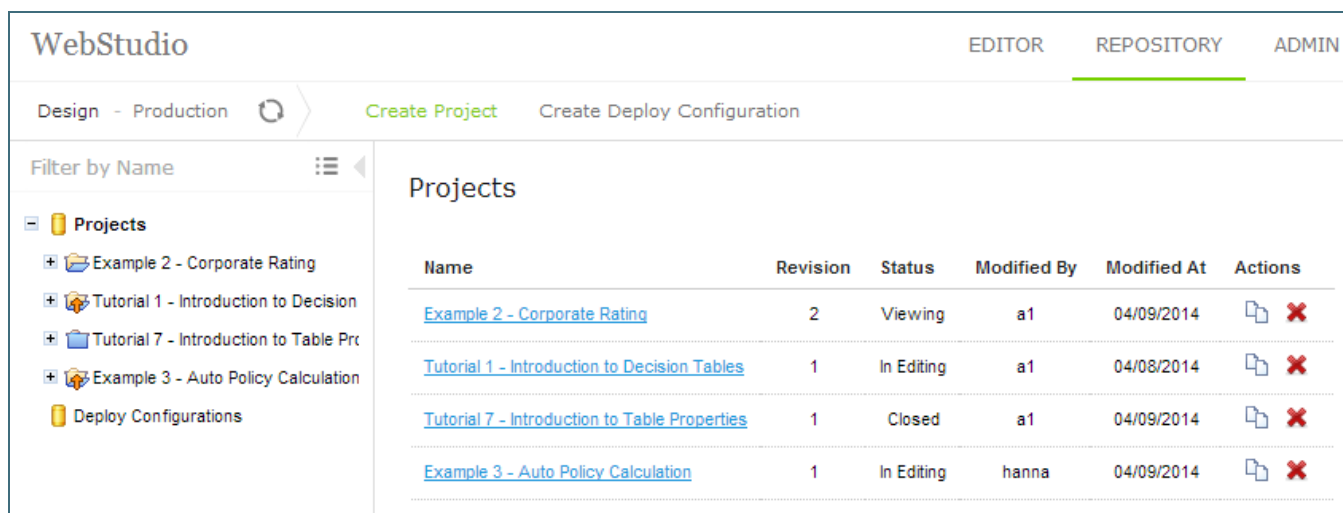 WebStudio
EDITOR REPOSITORY ADMIN
Design - Production Create Project Create Deploy Configuration
Filter by Name
Projects
Example 2 - Corporate Rating
Tutorial 1 - Introduction to Decision
Tutorial 7 - Introduction to Table Pro
Example 3 - Auto Policy Calculation
Deploy Configurations
Projects
Name Revision Status Modified By Modified At Actions
Example 2 - Corporate Rating 2 Viewing a1 04/09/2014
Tutorial 1 - Introduction to Decision Tables 1 In Editing a1 04/08/2014
Tutorial 7 - Introduction to Table Properties 1 Closed a1 04/09/2014
Example 3 - Auto Policy Calculation 1 In Editing hanna 04/09/2014